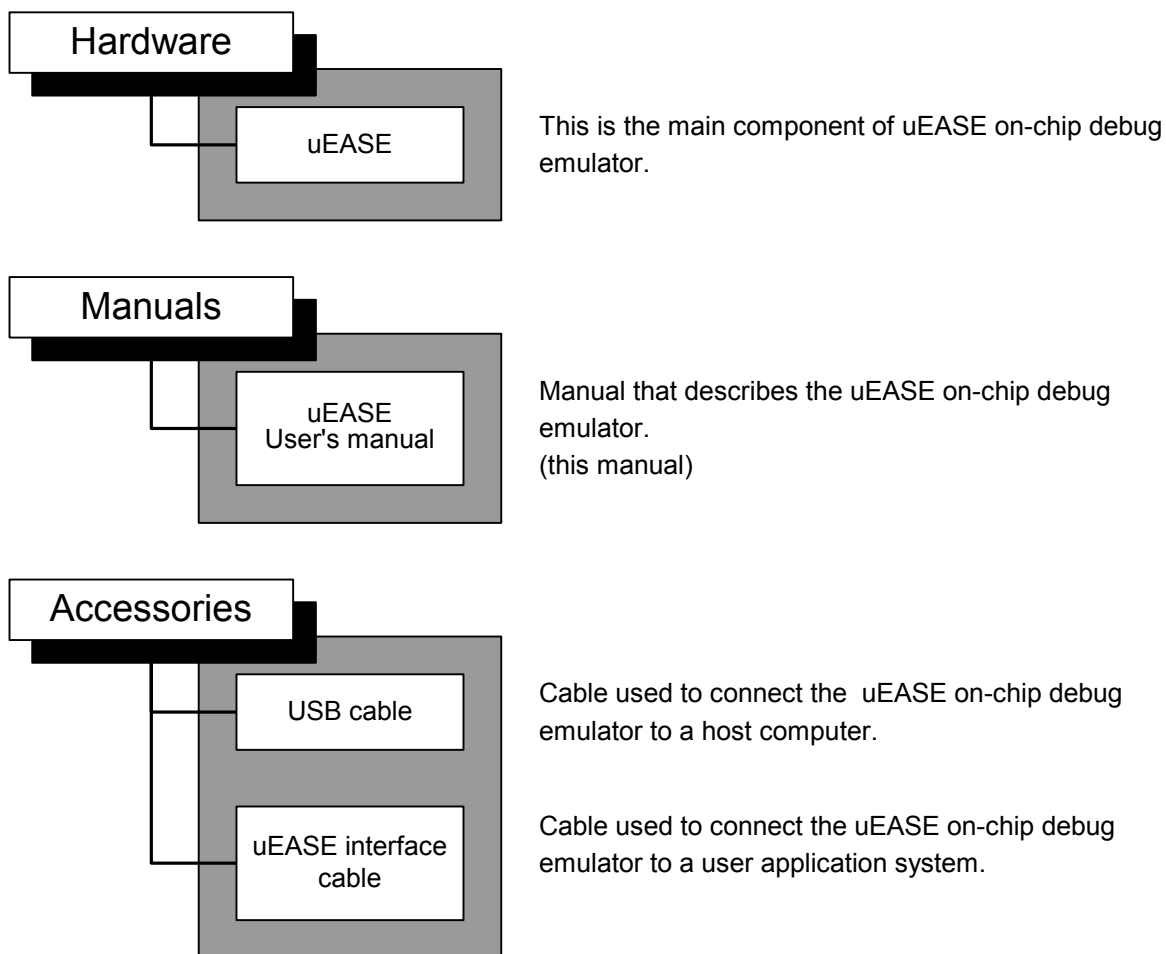 Hardware
uEASE
This is the main component of uEASE on-chip debug
emulator.
Manuals
uEASE
User's manual
Manual that describes the uEASE on-chip debug
emulator.
(this manual)
Accessories
USB cable
Cable used to connect the  uEASE on-chip debug
emulator to a host computer.
uEASE interface
cable
Cable used to connect the uEASE on-chip debug
emulator to a user application system.